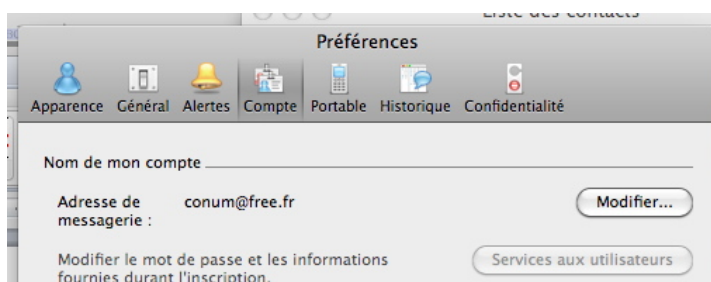 Liste des contacts
Préférences
Apparence Général Alertes Compte Portable Historique Confidentialité
Nom de mon compte
Adresse de conum@free.fr Modifier...
messagerie :
Modifier le mot de passe et les informations Services aux utilisateurs
fournies durant l'inscription.